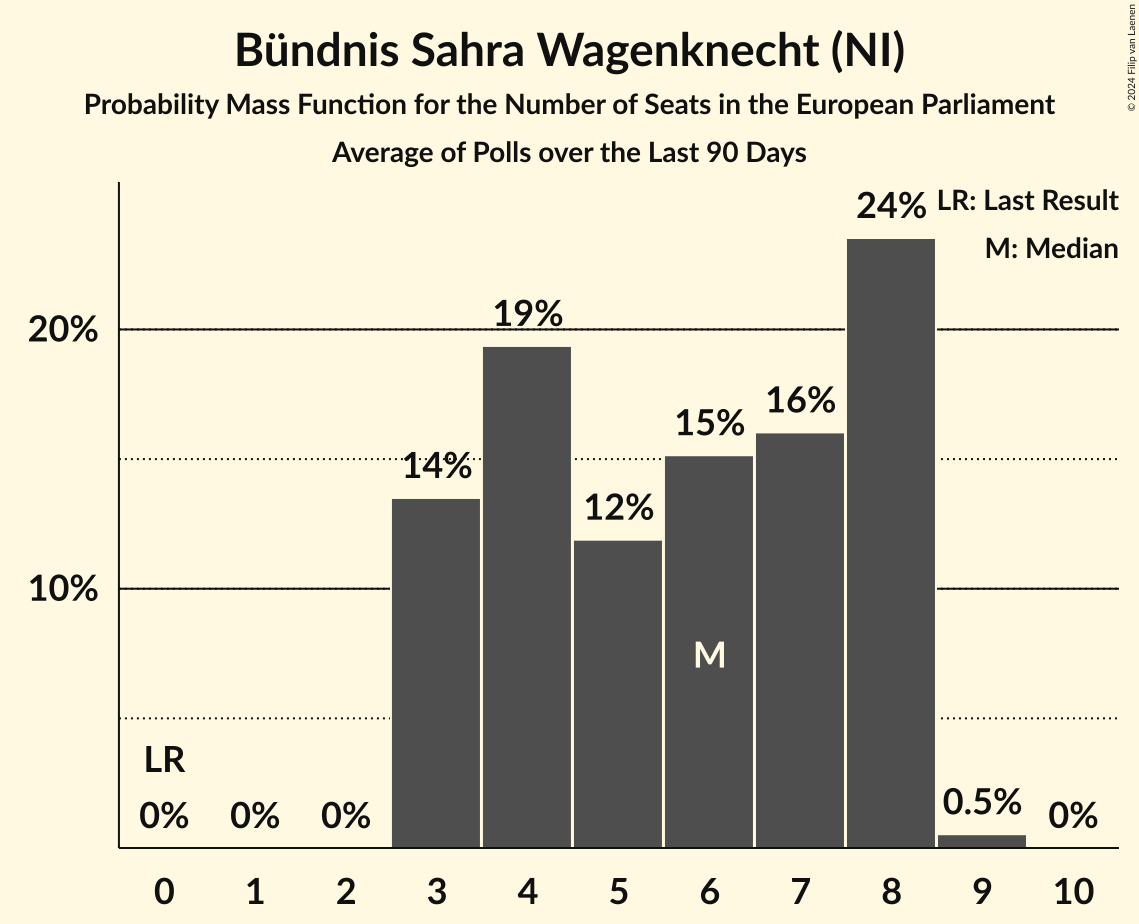 Bündnis Sahra Wagenknecht (NI)
Probability Mass Function for the Number of Seats in the European Parliament
Average of Polls over the Last 90 Days
© 2024 Filip van Laenen
LR: Last Result
M: Median
24%
19%
20%
16%
15%
14%
12%
10%
M
LR
0% 0% 0% 0.5% 0%
0 1 2 3 4 5 6 7 8 9 10